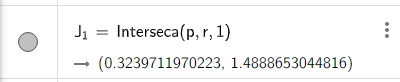 J₁ = Interseca(p, r, 1)
→ (0.3239711970223, 1.4888653044816)